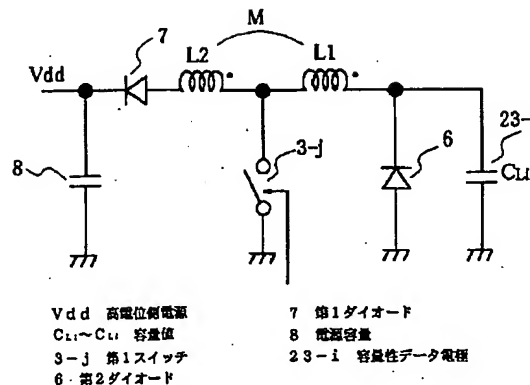 M
7
L2
L1
Vdd
8
3-j
6
23-
CL1
Vdd 高電位側電源
CL1~CLi 容量値
3-j 第1スイッチ
6 第2ダイオード
7 第1ダイオード
8 電源容量
23-i 容量性データ電極